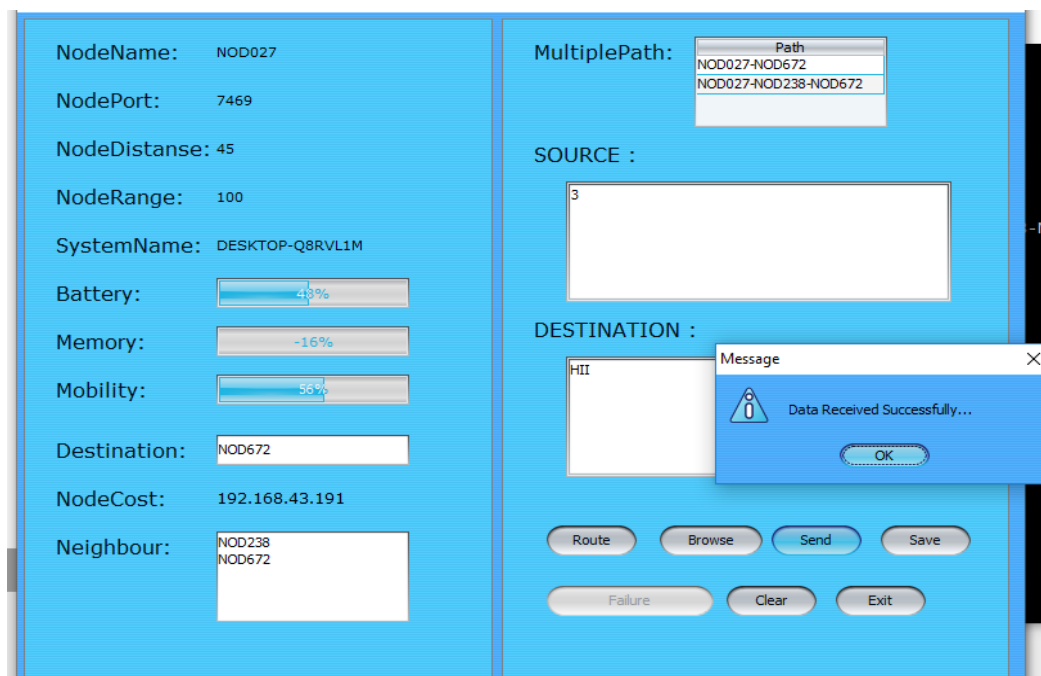 NodeName: NOD027
NodePort: 7469
NodeDistanse: 45
NodeRange: 100
SystemName: DESKTOP-Q8RVL1M
Battery: 48%
Memory: -16%
Mobility: 56%
Destination: NOD672
NodeCost: 192.168.43.191
Neighbour: NOD238
NOD672
MultiplePath: Path
NOD027-NOD672
NOD027-NOD238-NOD672
SOURCE :
3
DESTINATION :
HII
Message
Data Received Successfully...
OK
Route Browse Send Save
Failure Clear Exit